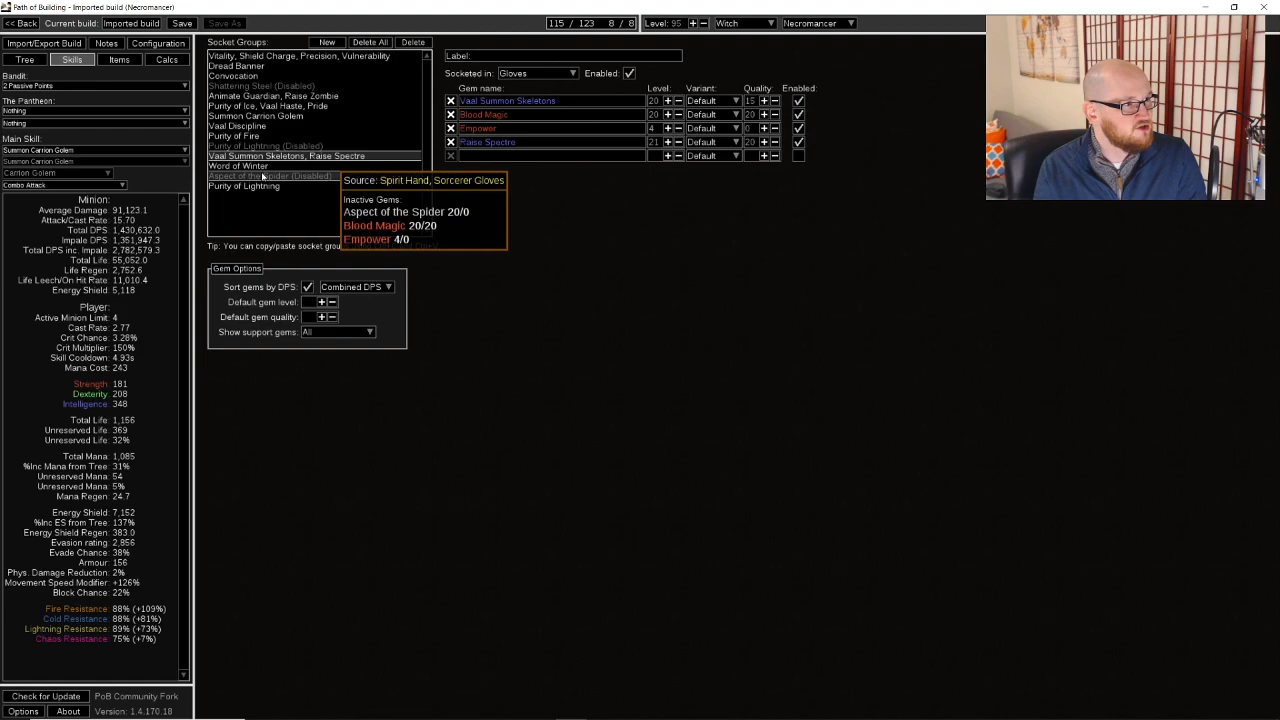 Path of Building - Imported build (Necromancer)
<< Back Current build: Imported build Save Save As 115 / 123 8 / 8 Level: 95 Witch Necromancer
Import/Export Build Notes Configuration
Tree Skills Items Calcs
Bandit:
2 Passive Points
The Pantheon:
Nothing
Nothing
Main Skill:
Summon Carrion Golem
Summon Carrion Golem
Carrion Golem
Combo Attack
Minion:
Average Damage: 91,123.1
Attack/Cast Rate: 15.70
Total DPS: 1,430,632.0
Impale DPS: 1,351,947.3
Total DPS inc. Impale: 2,782,579.3
Total Life: 55,052.0
Life Regen: 2,752.6
Life Leech/On Hit Rate: 11,010.4
Energy Shield: 5,118
Player:
Active Minion Limit: 4
Cast Rate: 2.77
Crit Chance: 3.28%
Crit Multiplier: 150%
Skill Cooldown: 4.93s
Mana Cost: 243
Strength: 181
Dexterity: 208
Intelligence: 348
Total Life: 1,156
Unreserved Life: 369
Unreserved Life: 32%
Total Mana: 1,085
%Inc Mana from Tree: 31%
Unreserved Mana: 54
Unreserved Mana: 5%
Mana Regen: 24.7
Energy Shield: 7,152
%Inc ES from Tree: 137%
Energy Shield Regen: 383.0
Evasion rating: 2,856
Evade Chance: 38%
Armour: 156
Phys. Damage Reduction: 2%
Movement Speed Modifier: +126%
Block Chance: 22%
Fire Resistance: 88% (+109%)
Cold Resistance: 88% (+81%)
Lightning Resistance: 89% (+73%)
Chaos Resistance: 75% (+7%)
Check for Update PoB Community Fork
Options About Version: 1.4.170.18
Socket Groups: New Delete All Delete
Vitality, Shield Charge, Precision, Vulnerability
Dread Banner
Convocation
Shattering Steel (Disabled)
Animate Guardian, Raise Zombie
Purity of Ice, Vaal Haste, Pride
Summon Carrion Golem
Vaal Discipline
Purity of Fire
Purity of Lightning (Disabled)
Vaal Summon Skeletons, Raise Spectre
Word of Winter
Aspect of the Spider (Disabled)
Purity of Lightning
Tip: You can copy/paste socket grou
Source: Spirit Hand, Sorcerer Gloves
Inactive Gems:
Aspect of the Spider 20/0
Blood Magic 20/20
Empower 4/0
Gem Options
Sort gems by DPS: Combined DPS
Default gem level:
Default gem quality:
Show support gems: All
Label:
Socketed in: Gloves Enabled:
Gem name: Level: Variant: Quality: Enabled:
Vaal Summon Skeletons 20 Default 15
Blood Magic 20 Default 20
Empower 4 Default 0
Raise Spectre 21 Default 20
Default